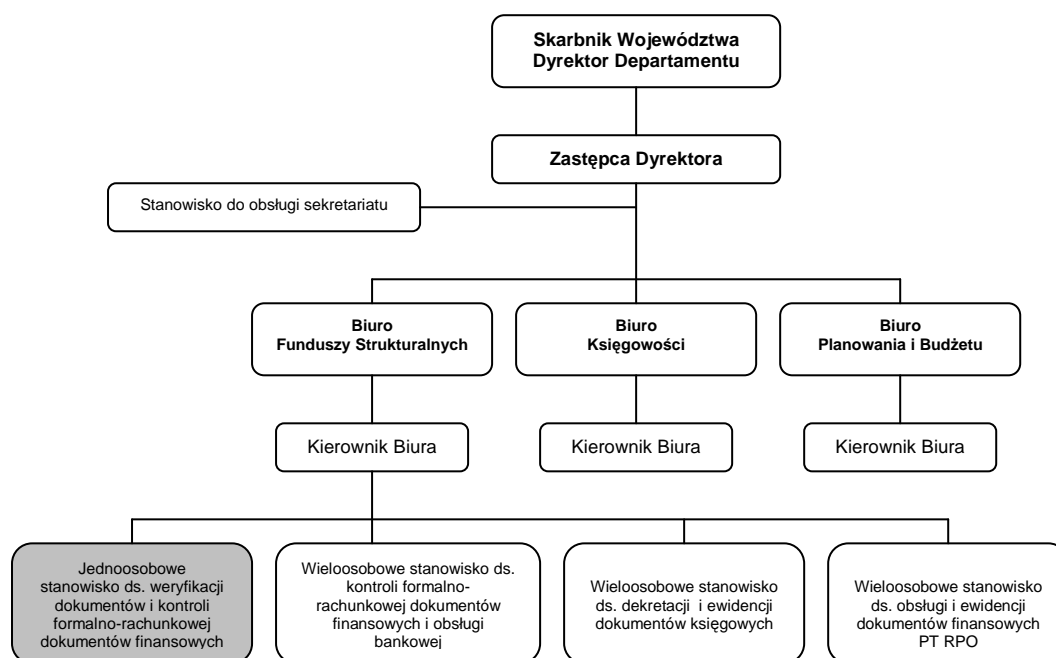 Skarbnik Województwa
Dyrektor Departamentu
Zastępca Dyrektora
Stanowisko do obsługi sekretariatu
Biuro
Funduszy Strukturalnych
Biuro
Księgowości
Biuro
Planowania i Budżetu
Kierownik Biura
Kierownik Biura
Kierownik Biura
Jednoosobowe
stanowisko ds. weryfikacji
dokumentów i kontroli
formalno-rachunkowej
dokumentów finansowych
Wieloosobowe stanowisko ds.
kontroli formalno-
rachunkowej dokumentów
finansowych i obsługi
bankowej
Wieloosobowe stanowisko
ds. dekretacji i ewidencji
dokumentów księgowych
Wieloosobowe stanowisko
ds. obsługi i ewidencji
dokumentów finansowych
PT RPO